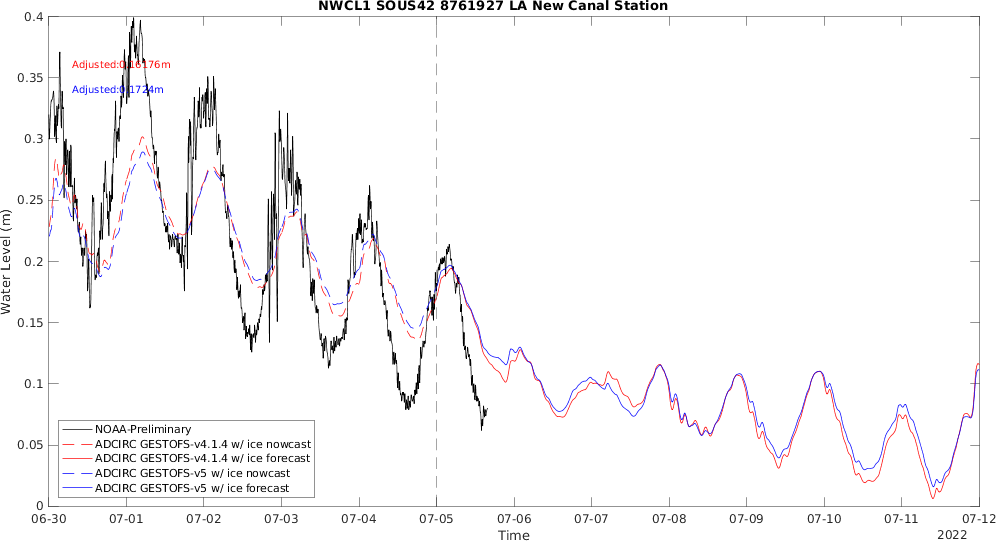 NWCL1 SOUS42 8761927 LA New Canal Station
Water Level (m)
0.4
0.35
0.3
0.25
0.2
0.15
0.1
0.05
0
Adjusted:0.16176m
Adjusted:0.1724m
NOAA-Preliminary
ADCIRC GESTOFS-v4.1.4 w/ ice nowcast
ADCIRC GESTOFS-v4.1.4 w/ ice forecast
ADCIRC GESTOFS-v5 w/ ice nowcast
ADCIRC GESTOFS-v5 w/ ice forecast
06-30 07-01 07-02 07-03 07-04 07-05 07-06 07-07 07-08 07-09 07-10 07-11 07-12
Time
2022